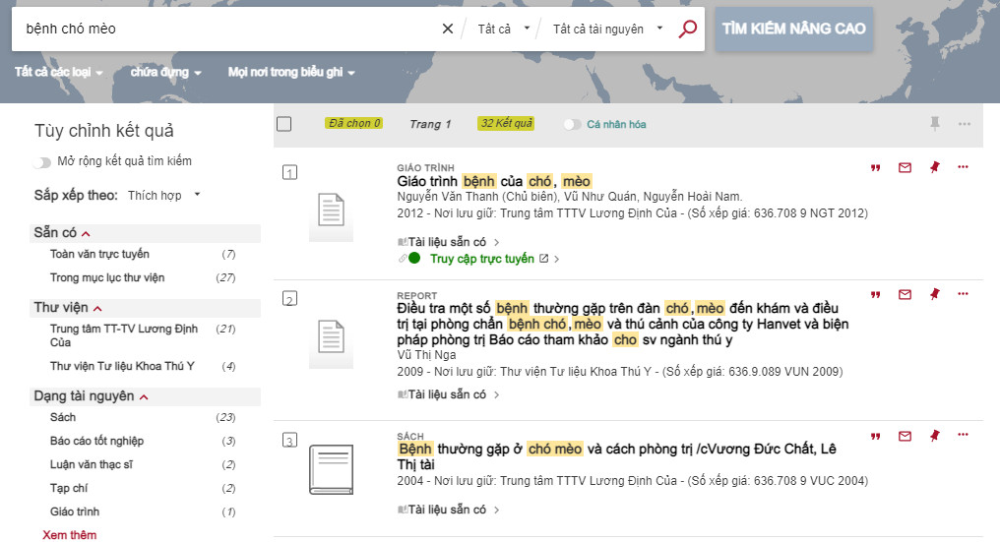 bệnh chó mèo
Tất cả
Tất cả tài nguyên
TÌM KIẾM NÂNG CAO
Tất cả các loại
chứa đựng
Mọi nơi trong biểu ghi
Tùy chỉnh kết quả
Mở rộng kết quả tìm kiếm
Sắp xếp theo: Thích hợp
Sẵn có
Toàn văn trực tuyến (7)
Trong mục lục thư viện (27)
Thư viện
Trung tâm TT-TV Lương Định (21)
Của
Thư viện Tư liệu Khoa Thú Y (4)
Dạng tài nguyên
Sách (23)
Báo cáo tốt nghiệp (3)
Luận văn thạc sĩ (2)
Tạp chí (2)
Giáo trình (1)
Xem thêm
Đã chọn 0 Trang 1 32 Kết quả Cá nhân hóa
1
GIÁO TRÌNH
Giáo trình bệnh của chó, mèo
Nguyễn Văn Thanh (Chủ biên), Vũ Như Quán, Nguyễn Hoài Nam.
2012 - Nơi lưu giữ: Trung tâm TTTV Lương Định Của - (Số xếp giá: 636.708 9 NGT 2012)
Tài liệu sẵn có
Truy cập trực tuyến
2
REPORT
Điều tra một số bệnh thường gặp trên đàn chó,mèo đến khám và điều
trị tại phòng chẩn bệnh chó,mèo và thú cảnh của công ty Hanvet và biện
pháp phòng trị Báo cáo tham khảo cho sv ngành thú y
Vũ Thị Nga
2009 - Nơi lưu giữ: Thư viện Tư liệu Khoa Thú Y - (Số xếp giá: 636.9.089 VUN 2009)
Tài liệu sẵn có
3
SÁCH
Bệnh thường gặp ở chó mèo và cách phòng trị /cVương Đức Chất, Lê
Thị tài
2004 - Nơi lưu giữ: Trung tâm TTTV Lương Định Của - (Số xếp giá: 636.708 9 VUC 2004)
Tài liệu sẵn có